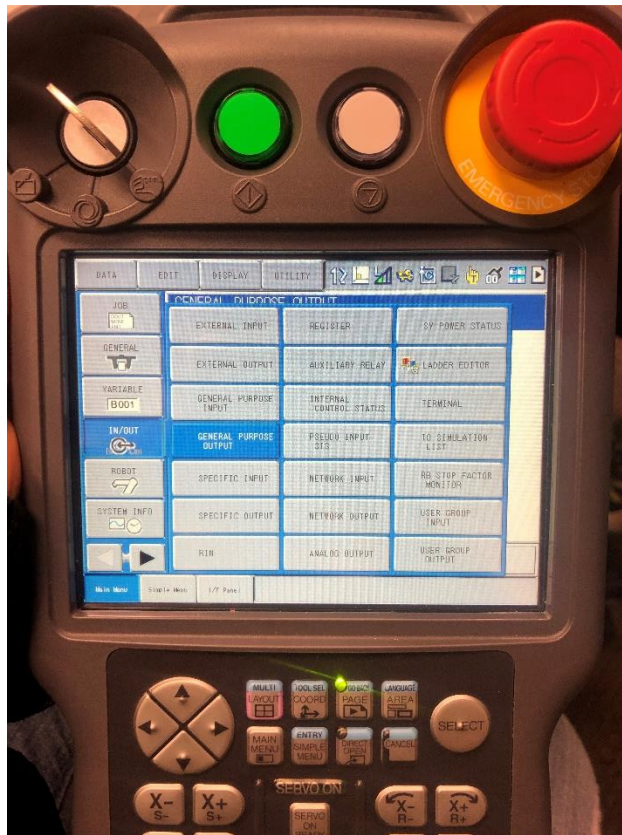 EMERGENCY STOP
DATA EDIT DISPLAY UTILITY
GENERAL PURPOSE OUTPUT
JOB
GENERAL
VARIABLE
B001
IN/OUT
ROBOT
SYSTEM INFO
EXTERNAL INPUT
EXTERNAL OUTPUT
GENERAL PURPOSE
INPUT
GENERAL PURPOSE
OUTPUT
SPECIFIC INPUT
SPECIFIC OUTPUT
RIN
REGISTER
AUXILIARY RELAY
INTERNAL
CONTROL STATUS
PSEUDO INPUT
SIG
NETWORK INPUT
NETWORK OUTPUT
ANALOG OUTPUT
SV POWER STATUS
LADDER EDITOR
TERMINAL
IO SIMULATION
LIST
RB STOP FACTOR
MONITOR
USER GROUP
INPUT
USER GROUP
OUTPUT
Main Menu
Simple Menu
I/F Panel
MULTI
LAYOUT
TOOL SEL
COORD
GO BACK
PAGE
LANGUAGE
AREA
SELECT
MAIN
MENU
ENTRY
SIMPLE
MENU
DIRECT
OPEN
CANCEL
X-
S-
X+
S+
SERVO ON
SERVO
ON
READY
X-
R-
X+
R+